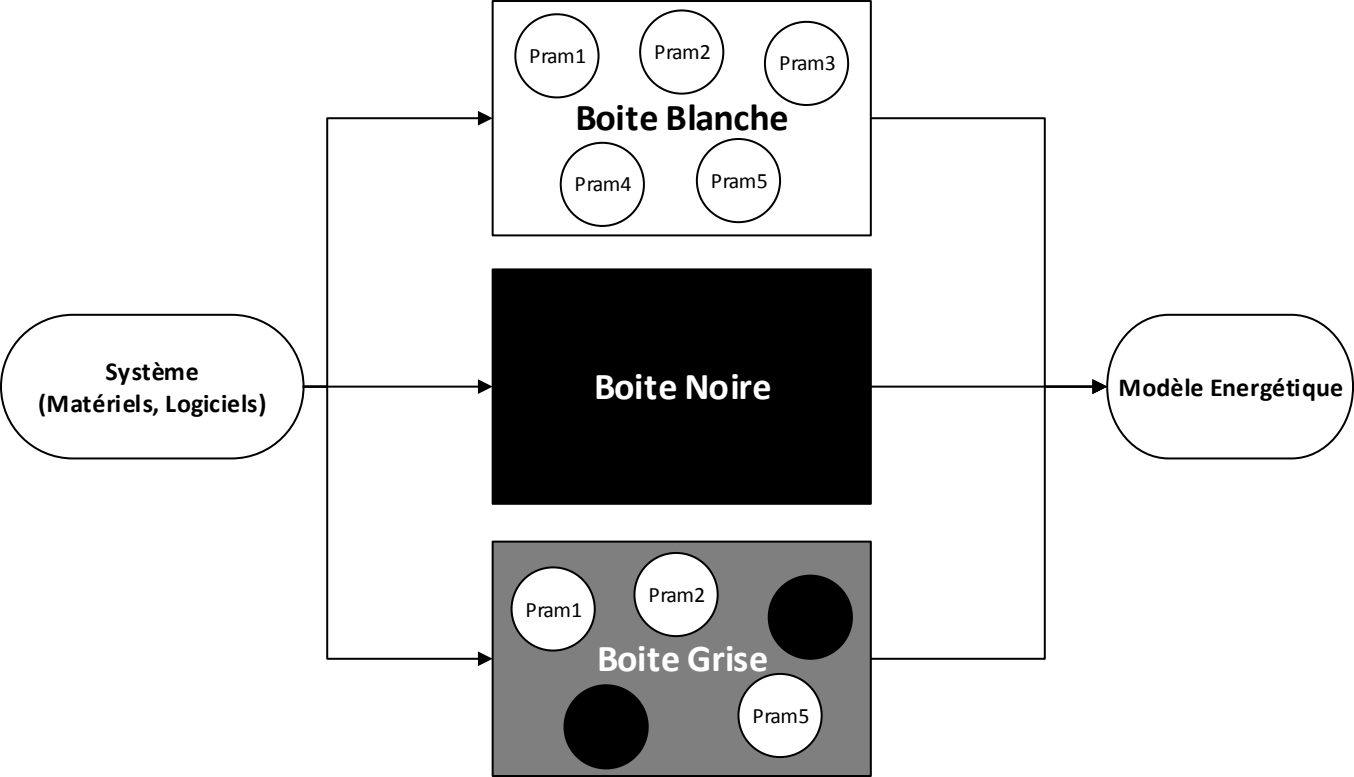 Pram1
Pram2
Pram3
Boite Blanche
Pram4
Pram5
Système
(Matériels, Logiciels)
Boite Noire
Modèle Energétique
Pram1
Pram2
Boite Grise
Pram5